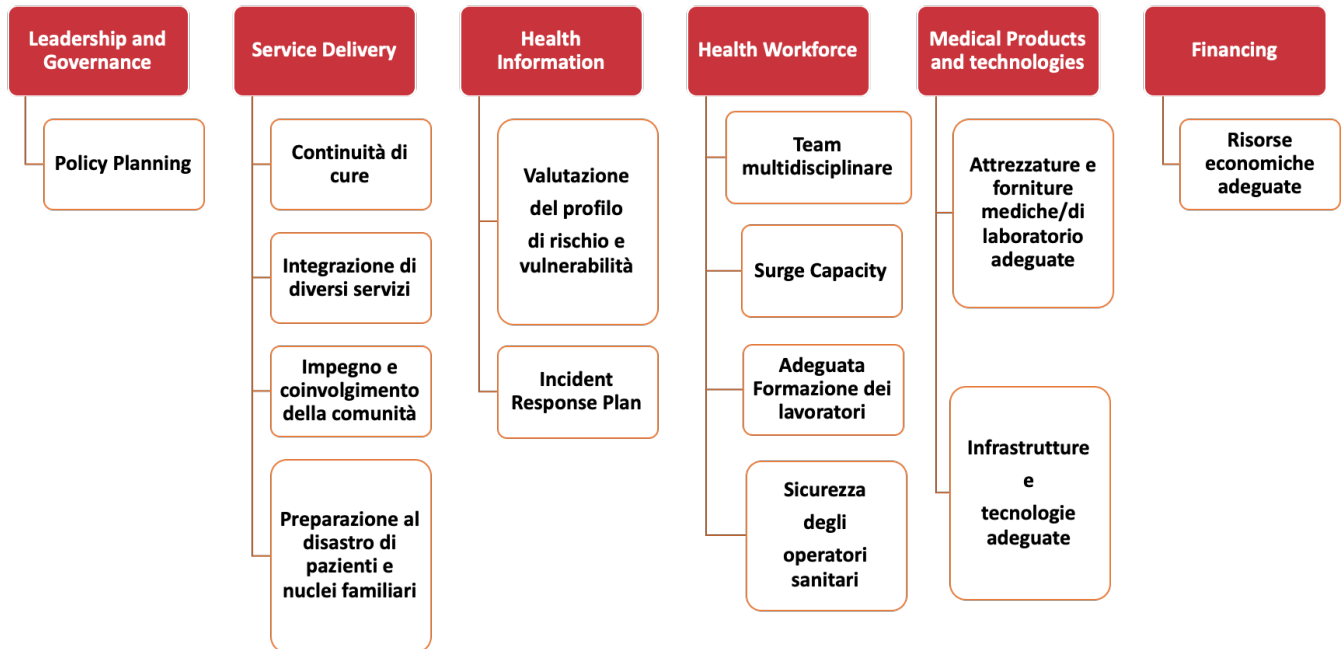 Leadership and
Governance
Policy Planning
Service Delivery
Continuità di
cure
Integrazione di
diversi servizi
Impegno e
coinvolgimento
della comunità
Preparazione al
disastro di
pazienti e
nuclei familiari
Health
Information
Valutazione
del profilo
di rischio e
vulnerabilità
Incident
Response Plan
Health Workforce
Team
multidisciplinare
Surge Capacity
Adeguata
Formazione dei
lavoratori
Sicurezza
degli
operatori
sanitari
Medical Products
and technologies
Attrezzature e
forniture
mediche/di
laboratorio
adeguate
Infrastrutture
e
tecnologie
adeguate
Financing
Risorse
economiche
adeguate